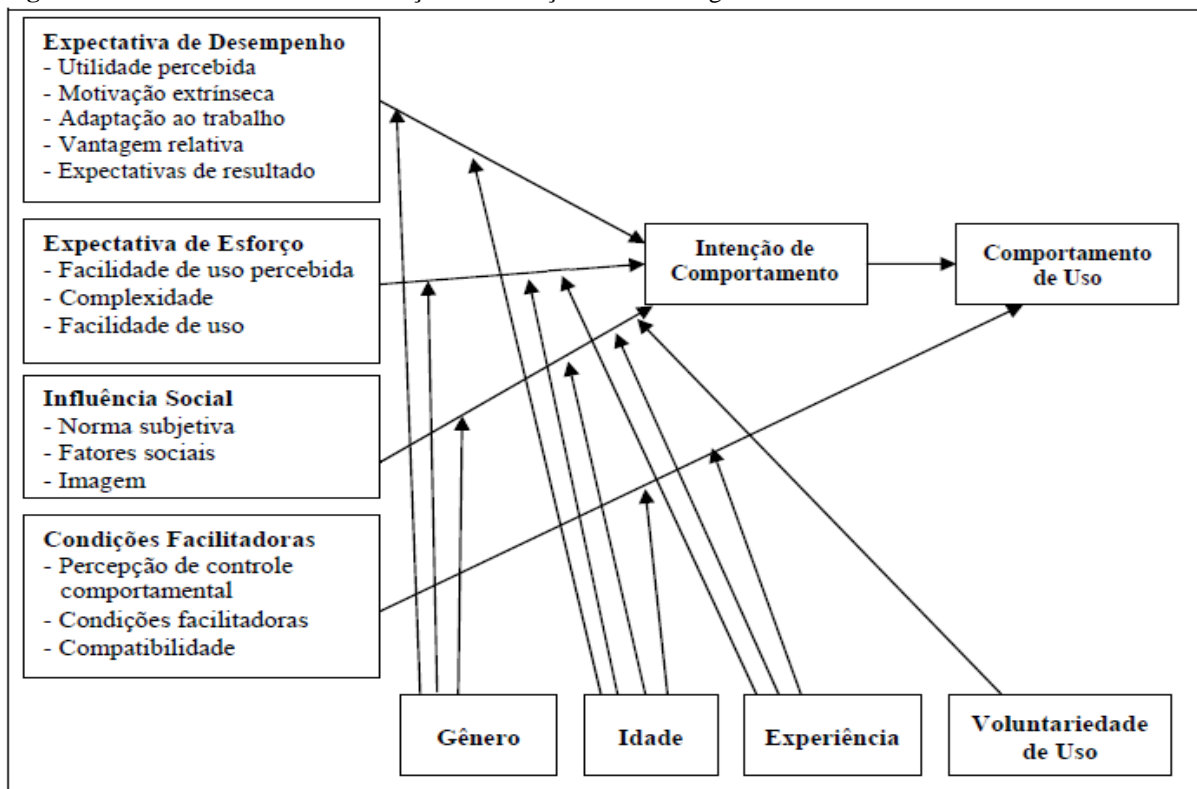 Expectativa de Desempenho
- Utilidade percebida
- Motivação extrínseca
- Adaptação ao trabalho
- Vantagem relativa
- Expectativas de resultado
Expectativa de Esforço
- Facilidade de uso percebida
- Complexidade
- Facilidade de uso
Influência Social
- Norma subjetiva
- Fatores sociais
- Imagem
Condições Facilitadoras
- Percepção de controle
comportamental
- Condições facilitadoras
- Compatibilidade
Intenção de
Comportamento
Comportamento
de Uso
Gênero
Idade
Experiência
Voluntariedade
de Uso